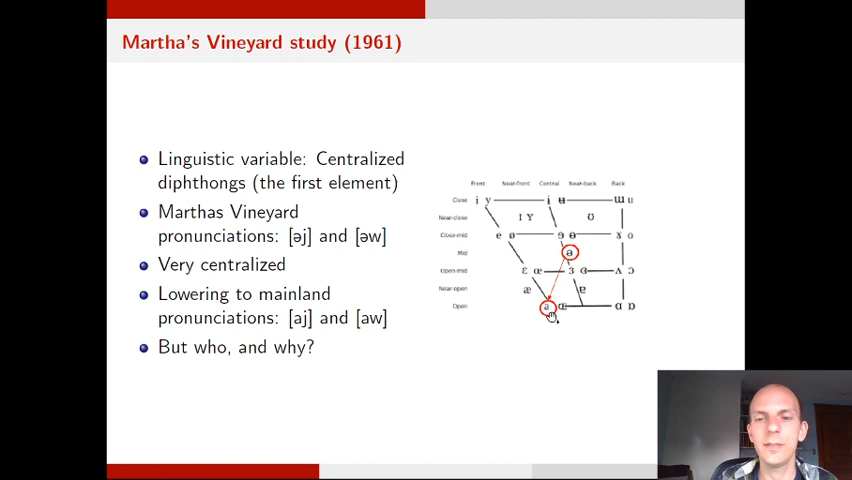 Martha's Vineyard study (1961)
Linguistic variable: Centralized
diphthongs (the first element)
Marthas Vineyard
pronunciations: [əj] and [əw]
Very centralized
Lowering to mainland
pronunciations: [aj] and [aw]
But who, and why?
Front Near-front Central Near-back Back
Close i y ɨ ʉ ɯ u
Near-close ɪ ʏ ʊ
Close-mid e ø ɘ ɵ ɤ o
Mid ə
Open-mid ɛ œ ɜ ɞ ʌ ɔ
Near-open æ ɐ
Open a ɶ ɑ ɒ